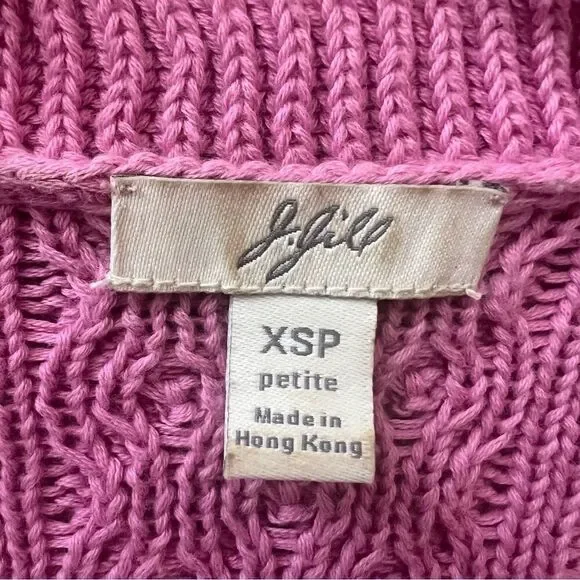 J.Jill
XSP
petite
Made in
Hong Kong